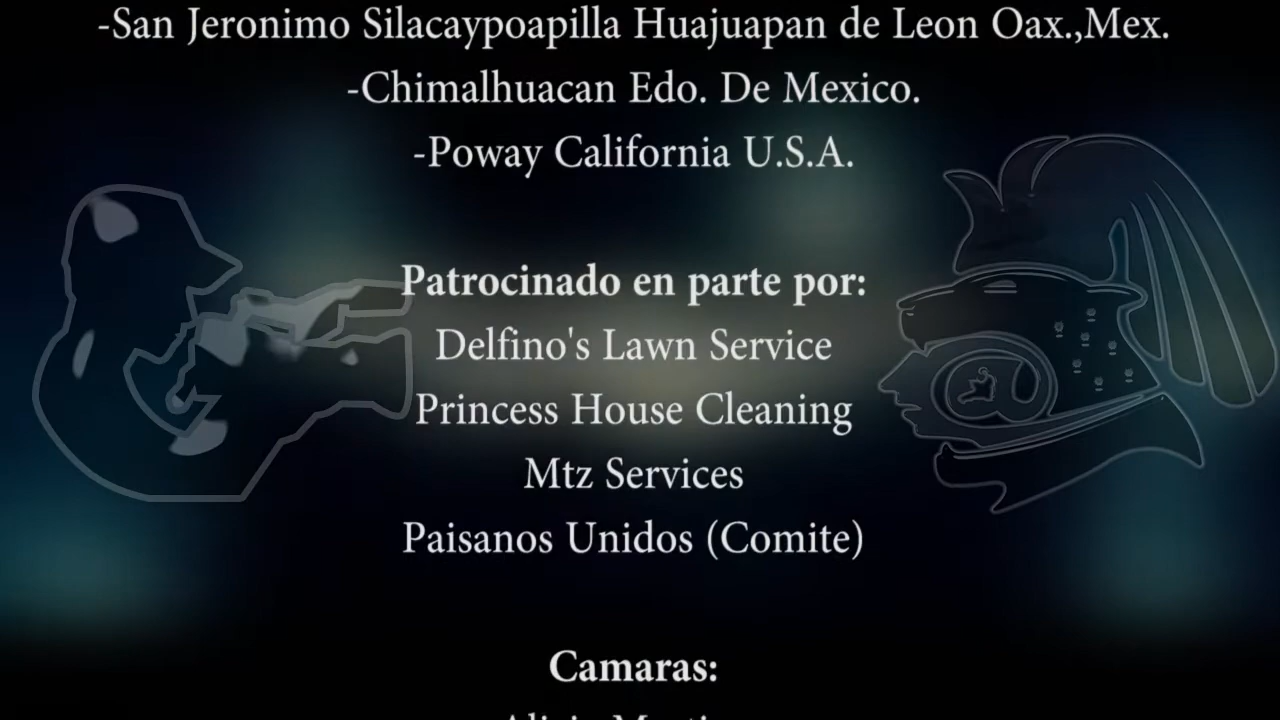 -San Jeronimo Silacaypoapilla Huajuapan de Leon Oax.,Mex.
-Chimalhuacan Edo. De Mexico.
-Poway California U.S.A.
Patrocinado en parte por:
Delfino's Lawn Service
Princess House Cleaning
Mtz Services
Paisanos Unidos (Comite)
Camaras: